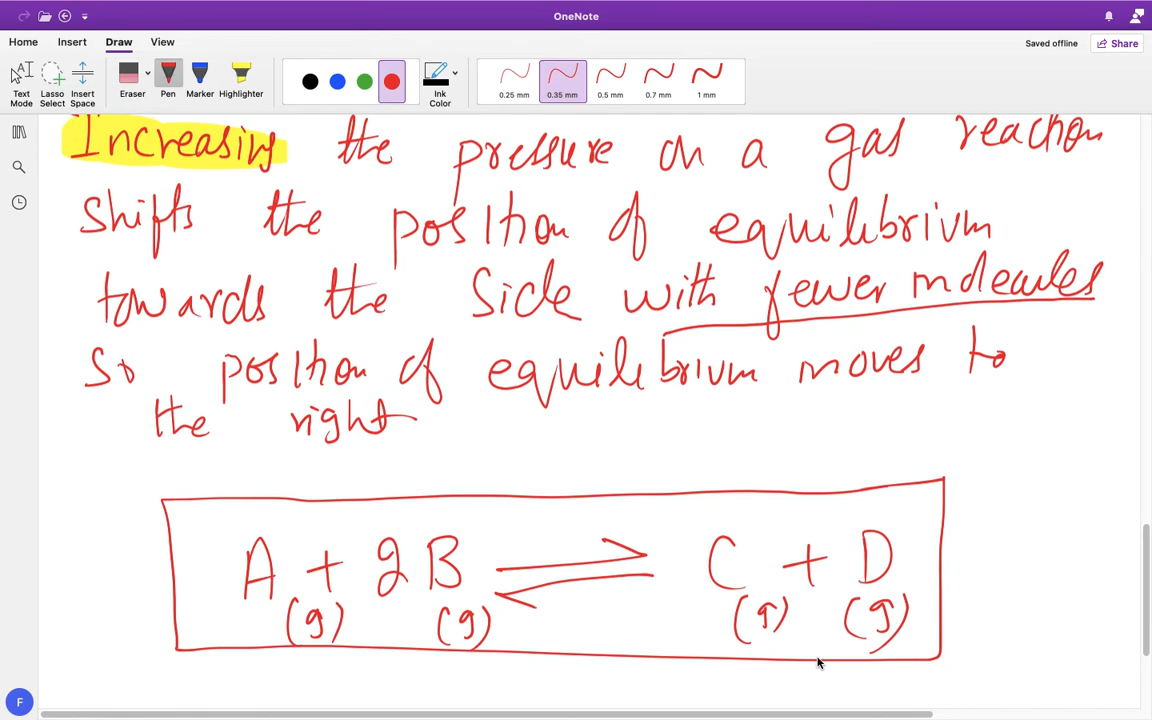 OneNote
Home Insert Draw View
Saved offline Share
Text Mode Lasso Select Insert Space Eraser Pen Marker Highlighter Ink Color 0.25 mm 0.35 mm 0.5 mm 0.7 mm 1 mm
Increasing the pressure on a gas reaction
shifts the position of equilibrium
towards the side with fewer molecules
so position of equilibrium moves to
the right
A + 2B ⇌ C + D
(g) (g) (g) (g)
F